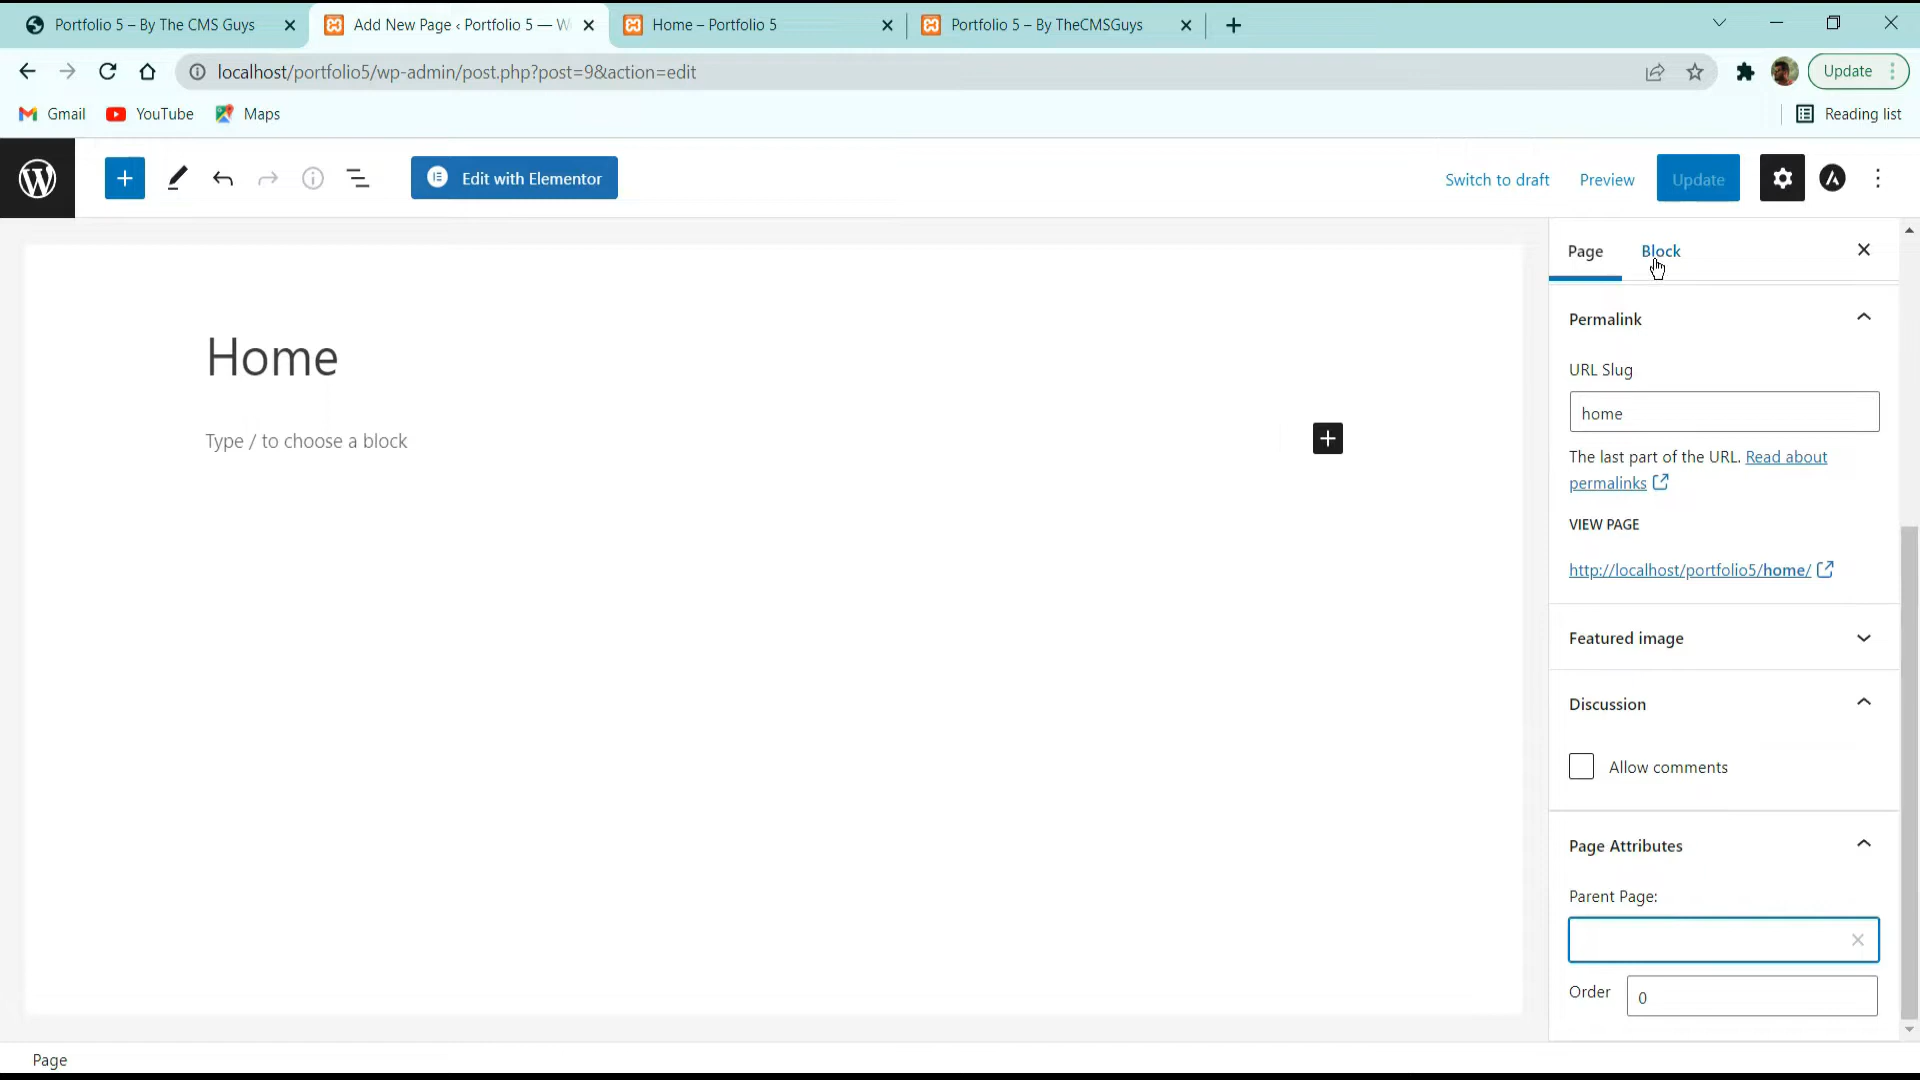 Portfolio 5 – By The CMS Guys
Add New Page ‹ Portfolio 5 — W
Home – Portfolio 5
Portfolio 5 – By TheCMSGuys
localhost/portfolio5/wp-admin/post.php?post=9&action=edit
Update
Gmail
YouTube
Maps
Reading list
Edit with Elementor
Switch to draft
Preview
Update
Page
Block
Home
Type / to choose a block
Permalink
URL Slug
home
The last part of the URL. Read about
permalinks
VIEW PAGE
http://localhost/portfolio5/home/
Featured image
Discussion
Allow comments
Page Attributes
Parent Page:
Order
0
Page